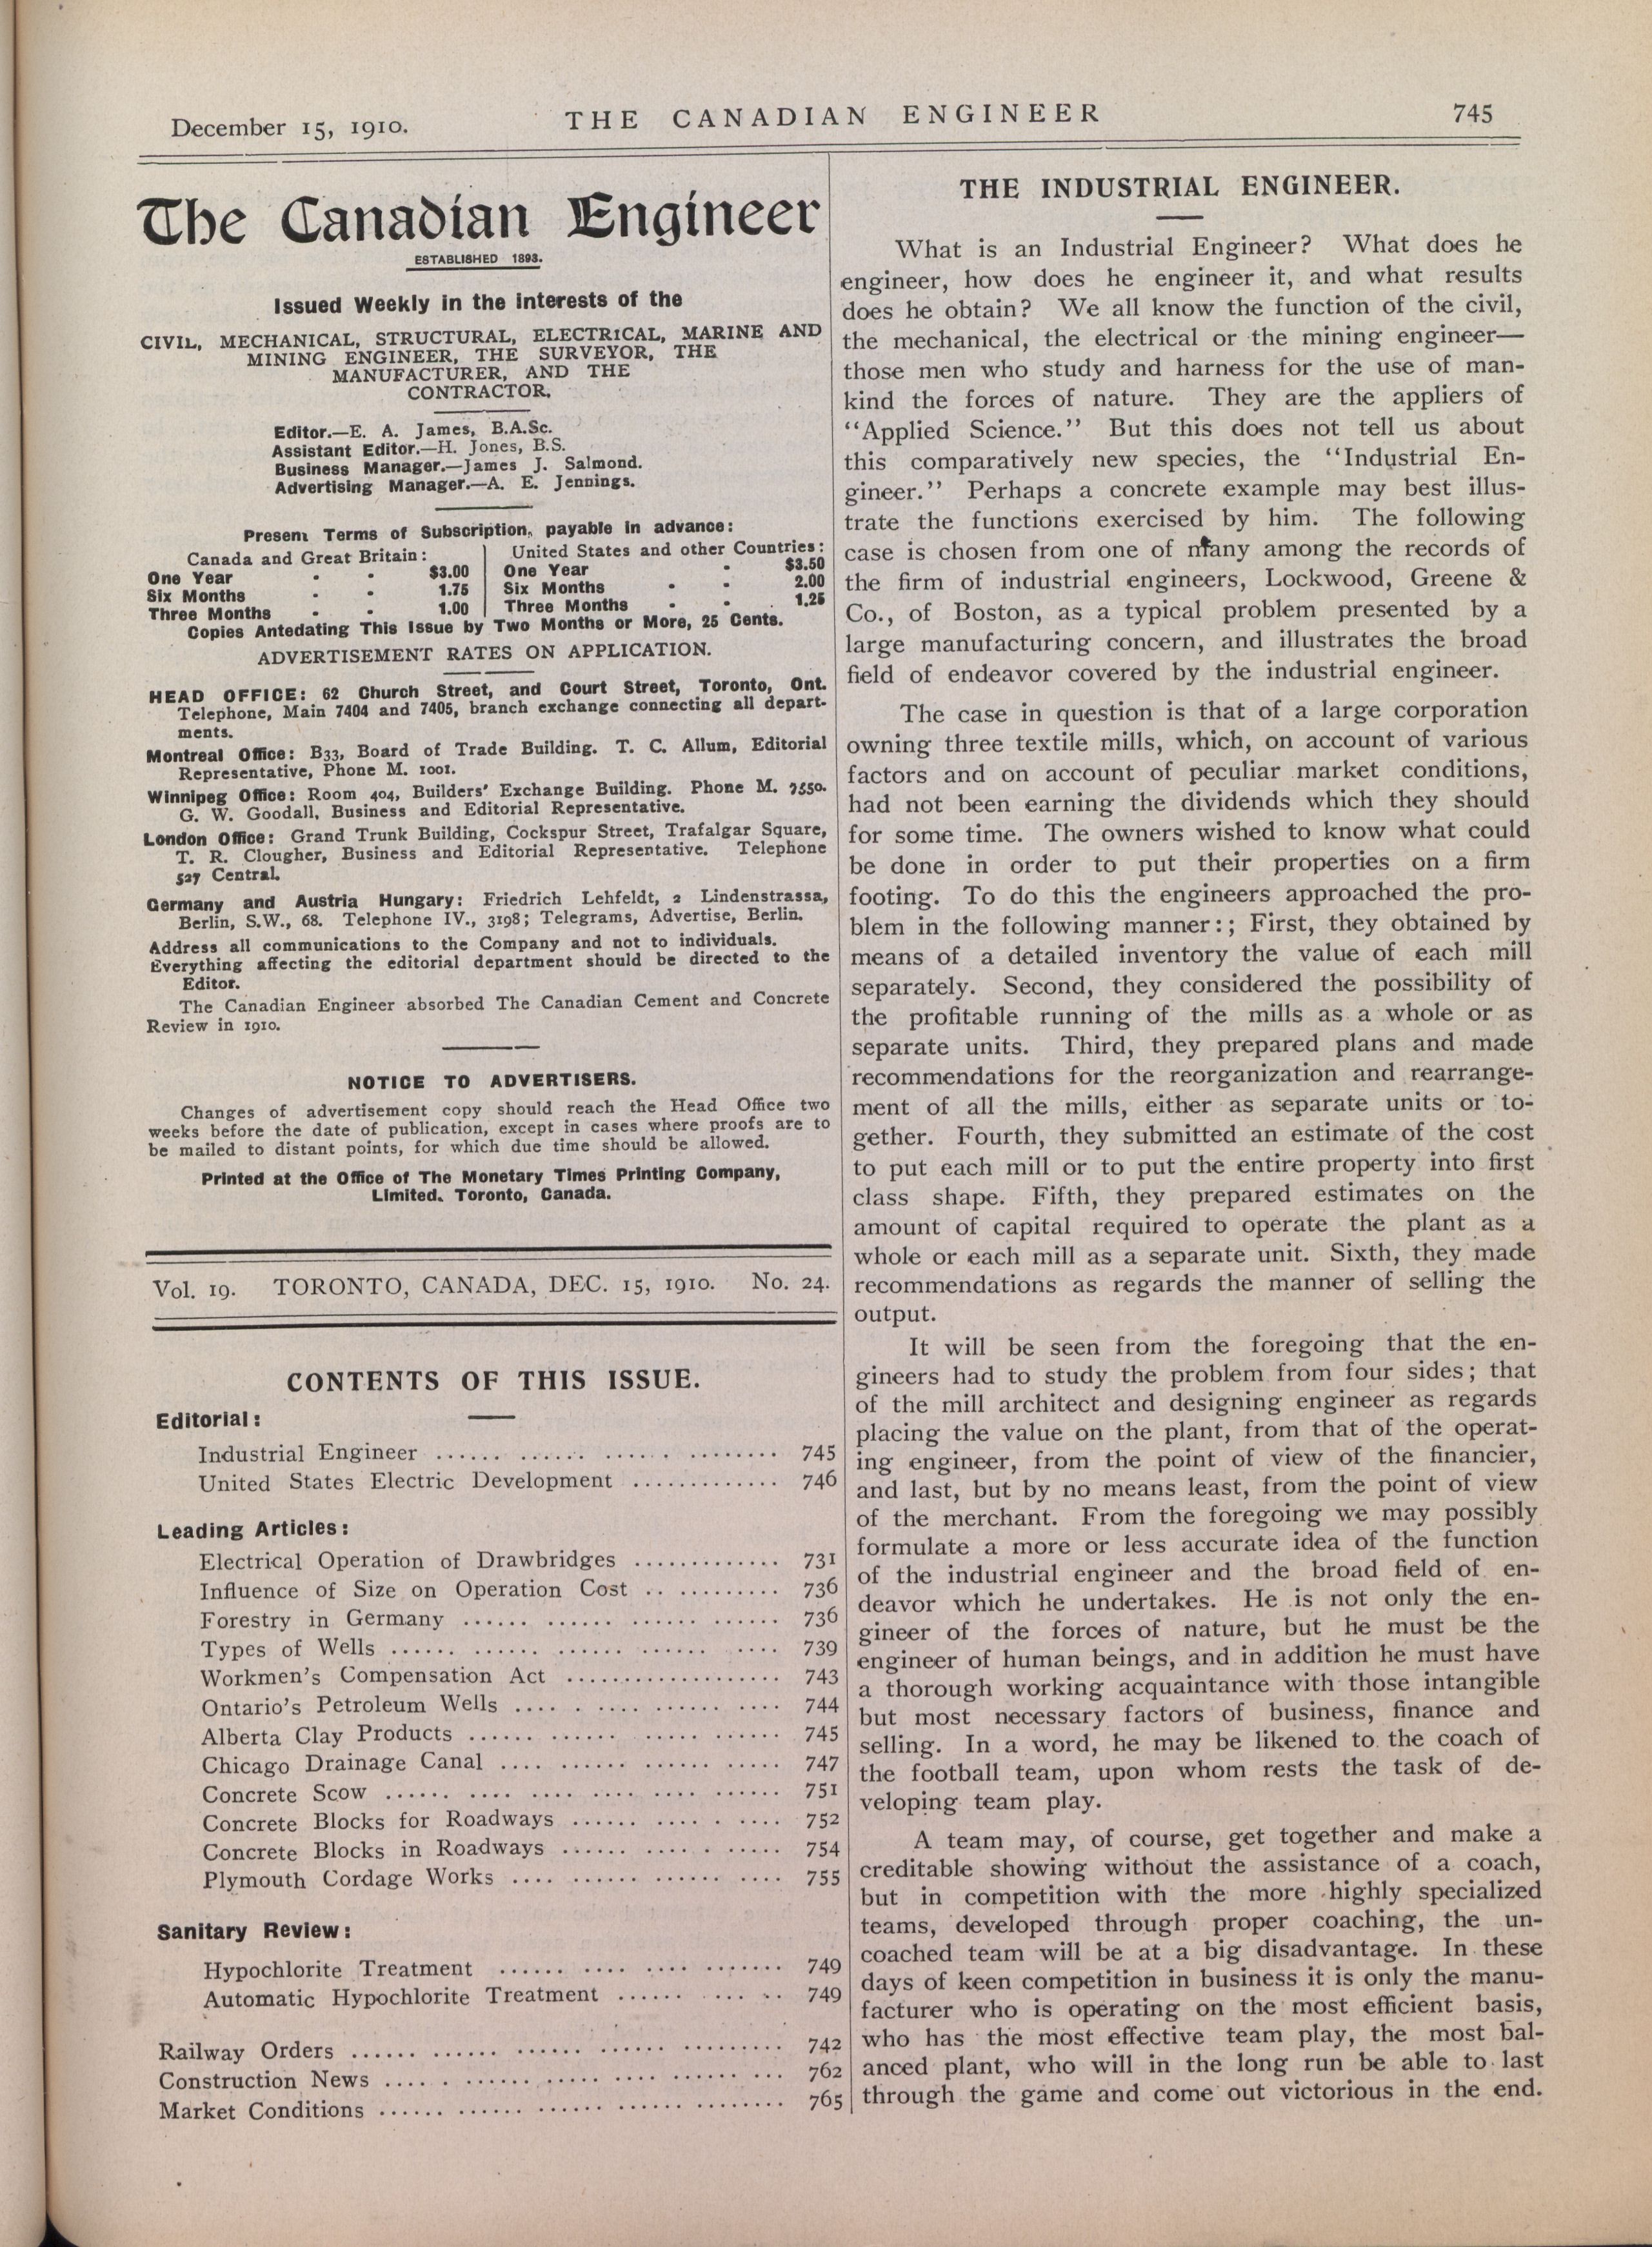 December 15, 1910.
THE CANADIAN ENGINEER
745
The Canadian Engineer
ESTABLISHED 1893.
Issued Weekly in the interests of the
CIVIL, MECHANICAL, STRUCTURAL, ELECTRICAL, MARINE AND
MINING ENGINEER, THE SURVEYOR, THE
MANUFACTURER, AND THE
CONTRACTOR.
Editor.—E. A. James, B.A.Sc.
Assistant Editor.—H. Jones, B.S.
Business Manager.—James J. Salmond.
Advertising Manager.—A. E. Jennings.
Present Terms of Subscription, payable in advance:
Canada and Great Britain: United States and other Countries:
One Year - - $3.00 One Year - $3.50
Six Months - - 1.75 Six Months - - 2.00
Three Months - - 1.00 Three Months - - 1.25
Copies Antedating This Issue by Two Months or More, 25 Cents.
ADVERTISEMENT RATES ON APPLICATION.
HEAD OFFICE: 62 Church Street, and Court Street, Toronto, Ont.
Telephone, Main 7404 and 7405, branch exchange connecting all depart-
ments.
Montreal Office: B33, Board of Trade Building. T. C. Allum, Editorial
Representative, Phone M. 1001.
Winnipeg Office: Room 404, Builders' Exchange Building. Phone M. 7550.
G. W. Goodall, Business and Editorial Representative.
London Office: Grand Trunk Building, Cockspur Street, Trafalgar Square,
T. R. Clougher, Business and Editorial Representative. Telephone
527 Central.
Germany and Austria Hungary: Friedrich Lehfeldt, 2 Lindenstrassa,
Berlin, S.W., 68. Telephone IV., 3198; Telegrams, Advertise, Berlin.
Address all communications to the Company and not to individuals.
Everything affecting the editorial department should be directed to the
Editor.
The Canadian Engineer absorbed The Canadian Cement and Concrete
Review in 1910.
NOTICE TO ADVERTISERS.
Changes of advertisement copy should reach the Head Office two
weeks before the date of publication, except in cases where proofs are to
be mailed to distant points, for which due time should be allowed.
Printed at the Office of The Monetary Times Printing Company,
Limited, Toronto, Canada.
Vol. 19. TORONTO, CANADA, DEC. 15, 1910. No. 24.
CONTENTS OF THIS ISSUE.
Editorial:
Industrial Engineer ...... ...... ...... ........ 745
United States Electric Development ............. 746
Leading Articles:
Electrical Operation of Drawbridges ............. 731
Influence of Size on Operation Cost .. .......... 736
Forestry in Germany ...... ...... ...... ...... 736
Types of Wells ...... ...... ...... ...... .... 739
Workmen's Compensation Act ................... 743
Ontario's Petroleum Wells .... . .... ...... .... 744
Alberta Clay Products ...... ...... ...... ...... 745
Chicago Drainage Canal .... ...... ...... ..... 747
Concrete Scow ...... .... .... .... .... ...... 751
Concrete Blocks for Roadways ...... .... . .... 752
Concrete Blocks in Roadways ...... .... . ..... 754
Plymouth Cordage Works .... ...... ...... .... 755
Sanitary Review:
Hypochlorite Treatment ...... .... .... ....... 749
Automatic Hypochlorite Treatment ...... .... .. 749
Railway Orders ...... ...... ...... ...... ......... 742
Construction News ..... . ...... ..... .... ...... ... 762
Market Conditions ...... ...... ...... ...... ........ 765
THE INDUSTRIAL ENGINEER.
What is an Industrial Engineer? What does he
engineer, how does he engineer it, and what results
does he obtain? We all know the function of the civil,
the mechanical, the electrical or the mining engineer—
those men who study and harness for the use of man-
kind the forces of nature. They are the appliers of
"Applied Science." But this does not tell us about
this comparatively new species, the "Industrial En-
gineer." Perhaps a concrete example may best illus-
trate the functions exercised by him. The following
case is chosen from one of many among the records of
the firm of industrial engineers, Lockwood, Greene &
Co., of Boston, as a typical problem presented by a
large manufacturing concern, and illustrates the broad
field of endeavor covered by the industrial engineer.
The case in question is that of a large corporation
owning three textile mills, which, on account of various
factors and on account of peculiar market conditions,
had not been earning the dividends which they should
for some time. The owners wished to know what could
be done in order to put their properties on a firm
footing. To do this the engineers approached the pro-
blem in the following manner:; First, they obtained by
means of a detailed inventory the value of each mill
separately. Second, they considered the possibility of
the profitable running of the mills as a whole or as
separate units. Third, they prepared plans and made
recommendations for the reorganization and rearrange-
ment of all the mills, either as separate units or to-
gether. Fourth, they submitted an estimate of the cost
to put each mill or to put the entire property into first
class shape. Fifth, they prepared estimates on the
amount of capital required to operate the plant as a
whole or each mill as a separate unit. Sixth, they made
recommendations as regards the manner of selling the
output.
It will be seen from the foregoing that the en-
gineers had to study the problem from four sides; that
of the mill architect and designing engineer as regards
placing the value on the plant, from that of the operat-
ing engineer, from the point of view of the financier,
and last, but by no means least, from the point of view
of the merchant. From the foregoing we may possibly
formulate a more or less accurate idea of the function
of the industrial engineer and the broad field of en-
deavor which he undertakes. He is not only the en-
gineer of the forces of nature, but he must be the
engineer of human beings, and in addition he must have
a thorough working acquaintance with those intangible
but most necessary factors of business, finance and
selling. In a word, he may be likened to the coach of
the football team, upon whom rests the task of de-
veloping team play.
A team may, of course, get together and make a
creditable showing without the assistance of a coach,
but in competition with the more highly specialized
teams, developed through proper coaching, the un-
coached team will be at a big disadvantage. In these
days of keen competition in business it is only the manu-
facturer who is operating on the most efficient basis,
who has the most effective team play, the most bal-
anced plant, who will in the long run be able to last
through the game and come out victorious in the end.